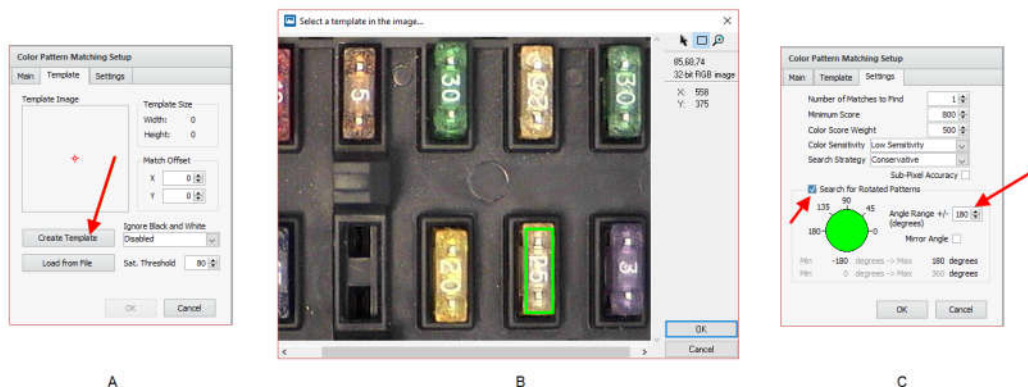 Color Pattern Matching Setup
Main Template Settings
Template Image
Template Size
Width: 0
Height: 0
Match Offset
X 0
Y 0
Create Template
Ignore Black and White
Disabled
Load from File
Sat. Threshold 80
OK Cancel
A
Select a template in the image...
65,68,74
32-bit RGB image
X: 558
Y: 375
5
30
30
20
25
3
OK
Cancel
B
Color Pattern Matching Setup
Main Template Settings
Number of Matches to Find 1
Minimum Score 800
Color Score Weight 500
Color Sensitivity Low Sensitivity
Search Strategy Conservative
Sub-Pixel Accuracy
Search for Rotated Patterns
90
135 45
180 0
Angle Range +/- 180
(degrees)
Mirror Angle
Min -180 degrees -> Max 180 degrees
Min 0 degrees -> Max 360 degrees
OK Cancel
C